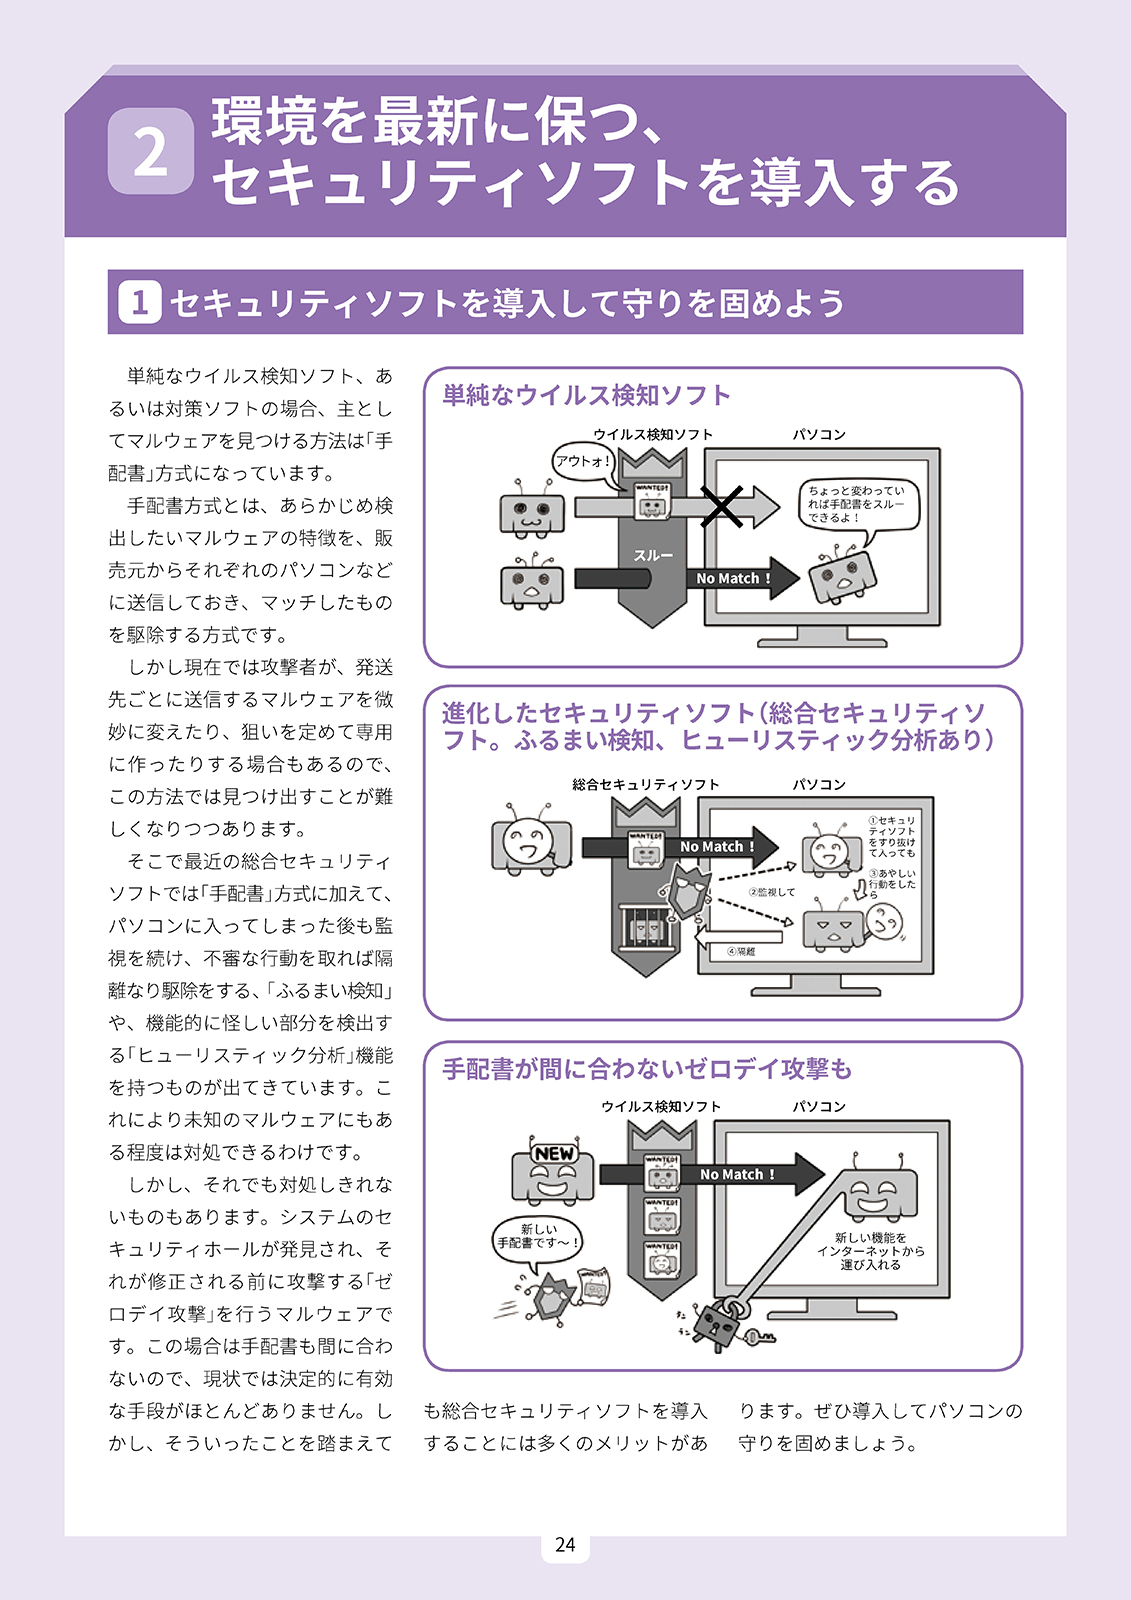 2
環境を最新に保つ、
セキュリティソフトを導入する
1 セキュリティソフトを導入して守りを固めよう
単純なウイルス検知ソフト、あ
るいは対策ソフトの場合、主とし
てマルウェアを見つける方法は「手
配書」方式になっています。
手配書方式とは、あらかじめ検
出したいマルウェアの特徴を、販
売元からそれぞれのパソコンなど
に送信しておき、マッチしたもの
を駆除する方式です。
しかし現在では攻撃者が、発送
先ごとに送信するマルウェアを微
妙に変えたり、狙いを定めて専用
に作ったりする場合もあるので、
この方法では見つけ出すことが難
しくなりつつあります。
そこで最近の総合セキュリティ
ソフトでは「手配書」方式に加えて、
パソコンに入ってしまった後も監
視を続け、不審な行動を取れば隔
離なり駆除をする、「ふるまい検知」
や、機能的に怪しい部分を検出す
る「ヒューリスティック分析」機能
を持つものが出てきています。こ
れにより未知のマルウェアにもあ
る程度は対処できるわけです。
しかし、それでも対処しきれな
いものもあります。システムのセ
キュリティホールが発見され、そ
れが修正される前に攻撃する「ゼ
ロデイ攻撃」を行うマルウェアで
す。この場合は手配書も間に合わ
ないので、現状では決定的に有効
な手段がほとんどありません。し
かし、そういったことを踏まえて
も総合セキュリティソフトを導入
することには多くのメリットがあ
ります。ぜひ導入してパソコンの
守りを固めましょう。
単純なウイルス検知ソフト
ウイルス検知ソフト
パソコン
アウトォ！
WANTED!
ちょっと変わってい
れば手配書をスルー
できるよ！
スルー
No Match！
進化したセキュリティソフト（総合セキュリティソ
フト。ふるまい検知、ヒューリスティック分析あり）
総合セキュリティソフト
パソコン
WANTED!
No Match！
①セキュリ
ティソフト
をすり抜け
て入っても
②監視して
③あやしい
行動をした
ら
④隔離
手配書が間に合わないゼロデイ攻撃も
ウイルス検知ソフト
パソコン
NEW
WANTED!
No Match！
WANTED!
WANTED!
新しい
手配書です〜！
WANTED!
新しい機能を
インターネットから
運び入れる
24